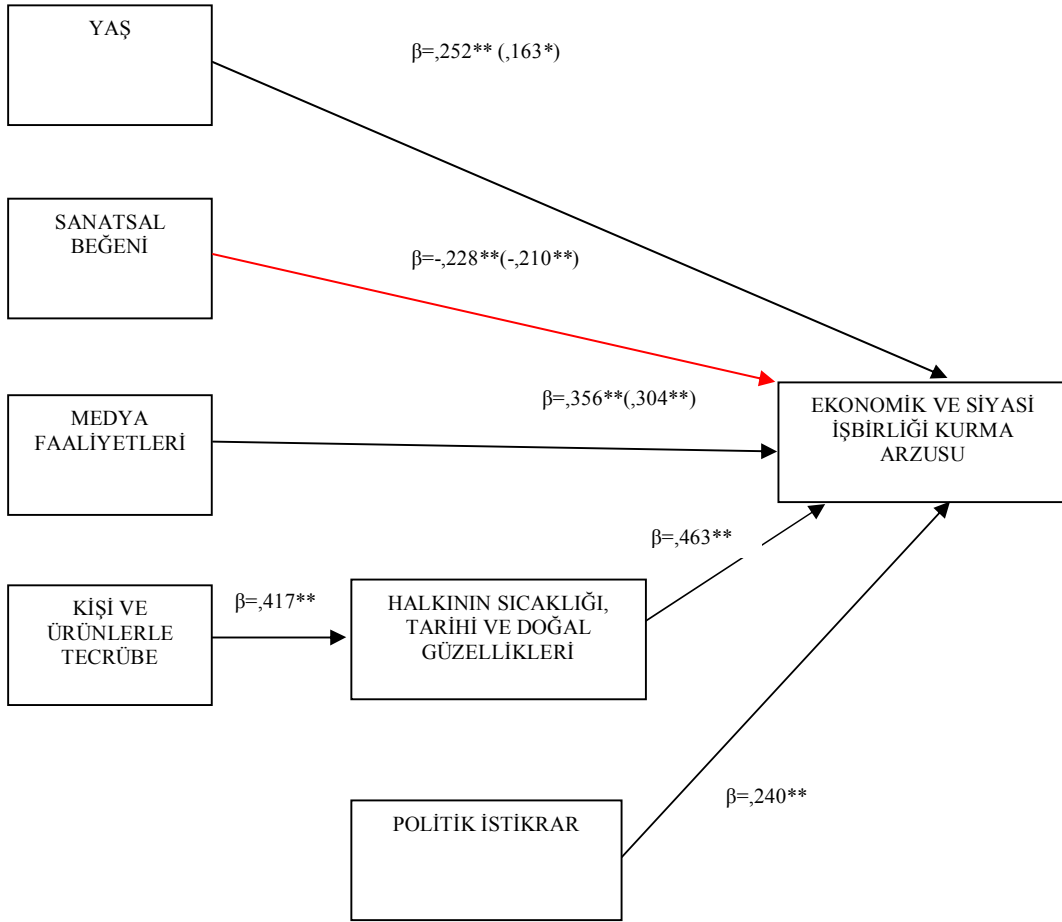 YAŞ
β=,252** (,163*)
SANATSAL
BEĞENİ
β=-,228**(-,210**)
MEDYA
FAALİYETLERİ
β=,356**(,304**)
EKONOMİK VE SİYASİ
İŞBİRLİĞİ KURMA
ARZUSU
β=,463**
KİŞİ VE
ÜRÜNLERLE
TECRÜBE
β=,417**
HALKININ SICAKLIĞI,
TARİHİ VE DOĞAL
GÜZELLİKLERİ
β=,240**
POLİTİK İSTİKRAR